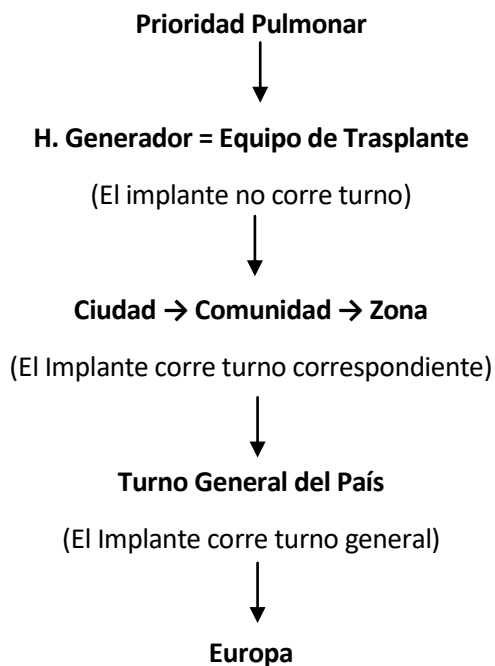 Prioridad Pulmonar
H. Generador = Equipo de Trasplante
(El implante no corre turno)
Ciudad → Comunidad → Zona
(El Implante corre turno correspondiente)
Turno General del País
(El Implante corre turno general)
Europa